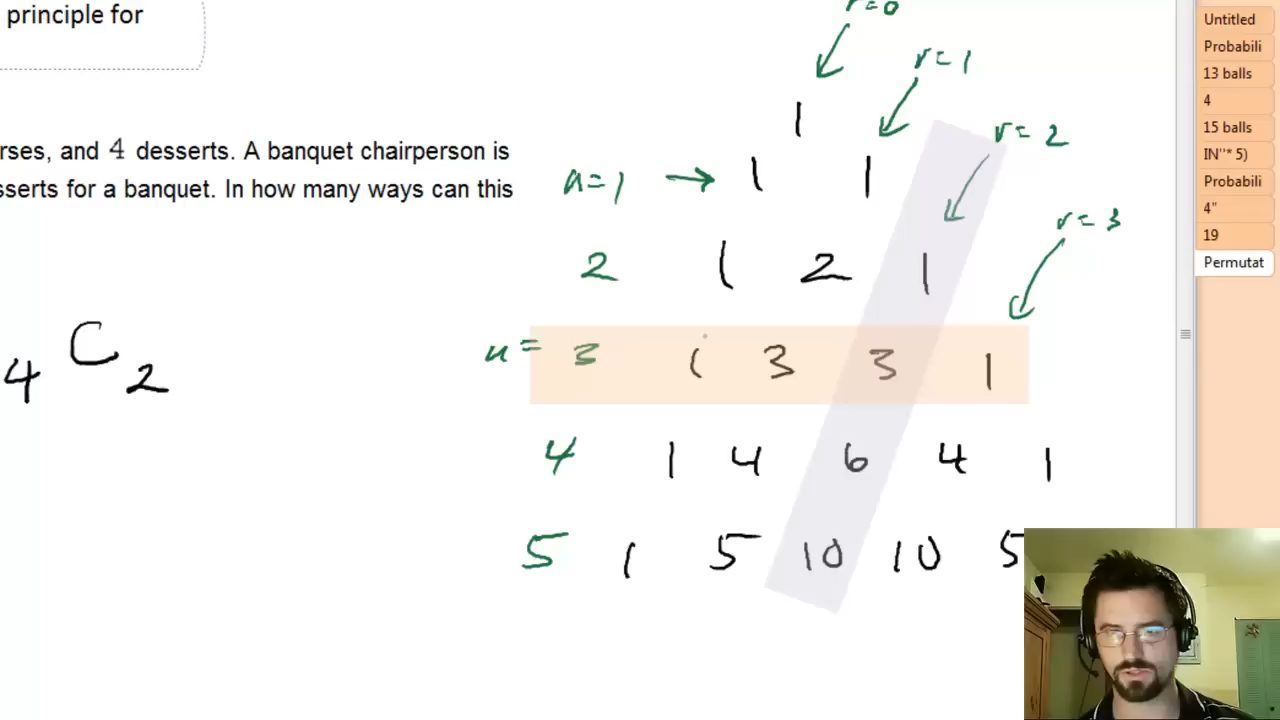 principle for
rses, and 4 desserts. A banquet chairperson is
sserts for a banquet. In how many ways can this
4 C 2
r=0
r=1
r=2
r=3
1
n=1 → 1 1
2 1 2 1
n= 3 1 3 3 1
4 1 4 6 4 1
5 1 5 10 10 5
Untitled
Probabili
13 balls
4
15 balls
IN"* 5)
Probabili
4"
19
Permutat